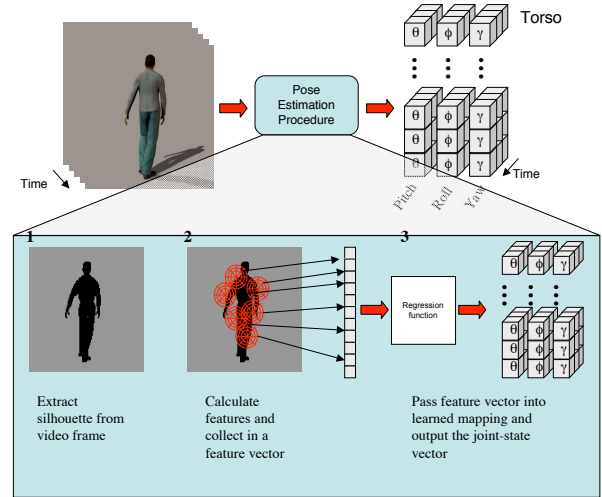 Torso
θ ϕ γ
Pose
Estimation
Procedure
θ ϕ γ
θ ϕ γ
θ ϕ γ
Time
Time
Pitch
Roll
Yaw
1
2
3
θ ϕ γ
Regression
function
θ ϕ γ
θ ϕ γ
θ ϕ γ
Extract
silhouette from
video frame
Calculate
features and
collect in a
feature vector
Pass feature vector into
learned mapping and
output the joint-state
vector